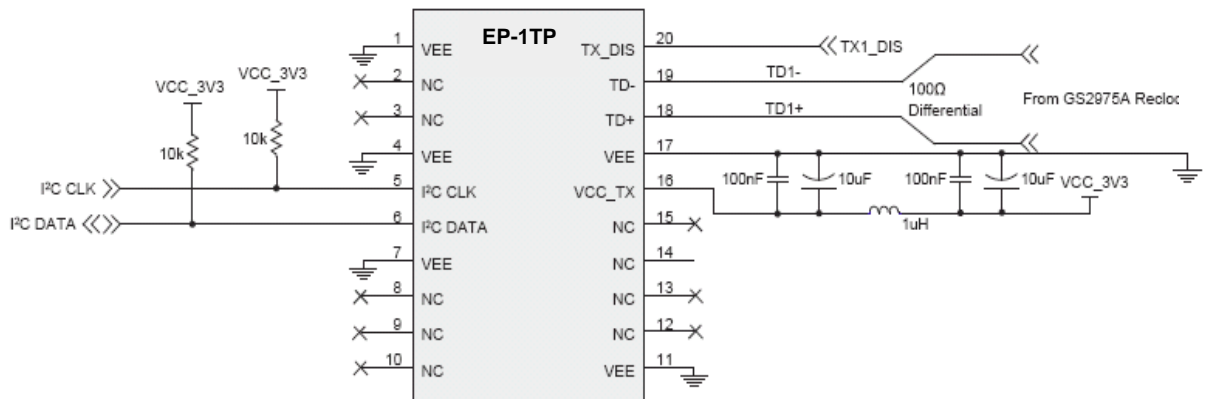 EP-1TP
1 VEE
2 NC
3 NC
4 VEE
5 I²C CLK
6 I²C DATA
7 VEE
8 NC
9 NC
10 NC
TX_DIS 20
TD- 19
TD+ 18
VEE 17
VCC_TX 16
NC 15
NC 14
NC 13
NC 12
VEE 11
VCC_3V3
VCC_3V3
10k
10k
I²C CLK
I²C DATA
TX1_DIS
TD1-
TD1+
100Ω
Differential
From GS2975A Recloc
100nF
10uF
100nF
10uF
VCC_3V3
1uH